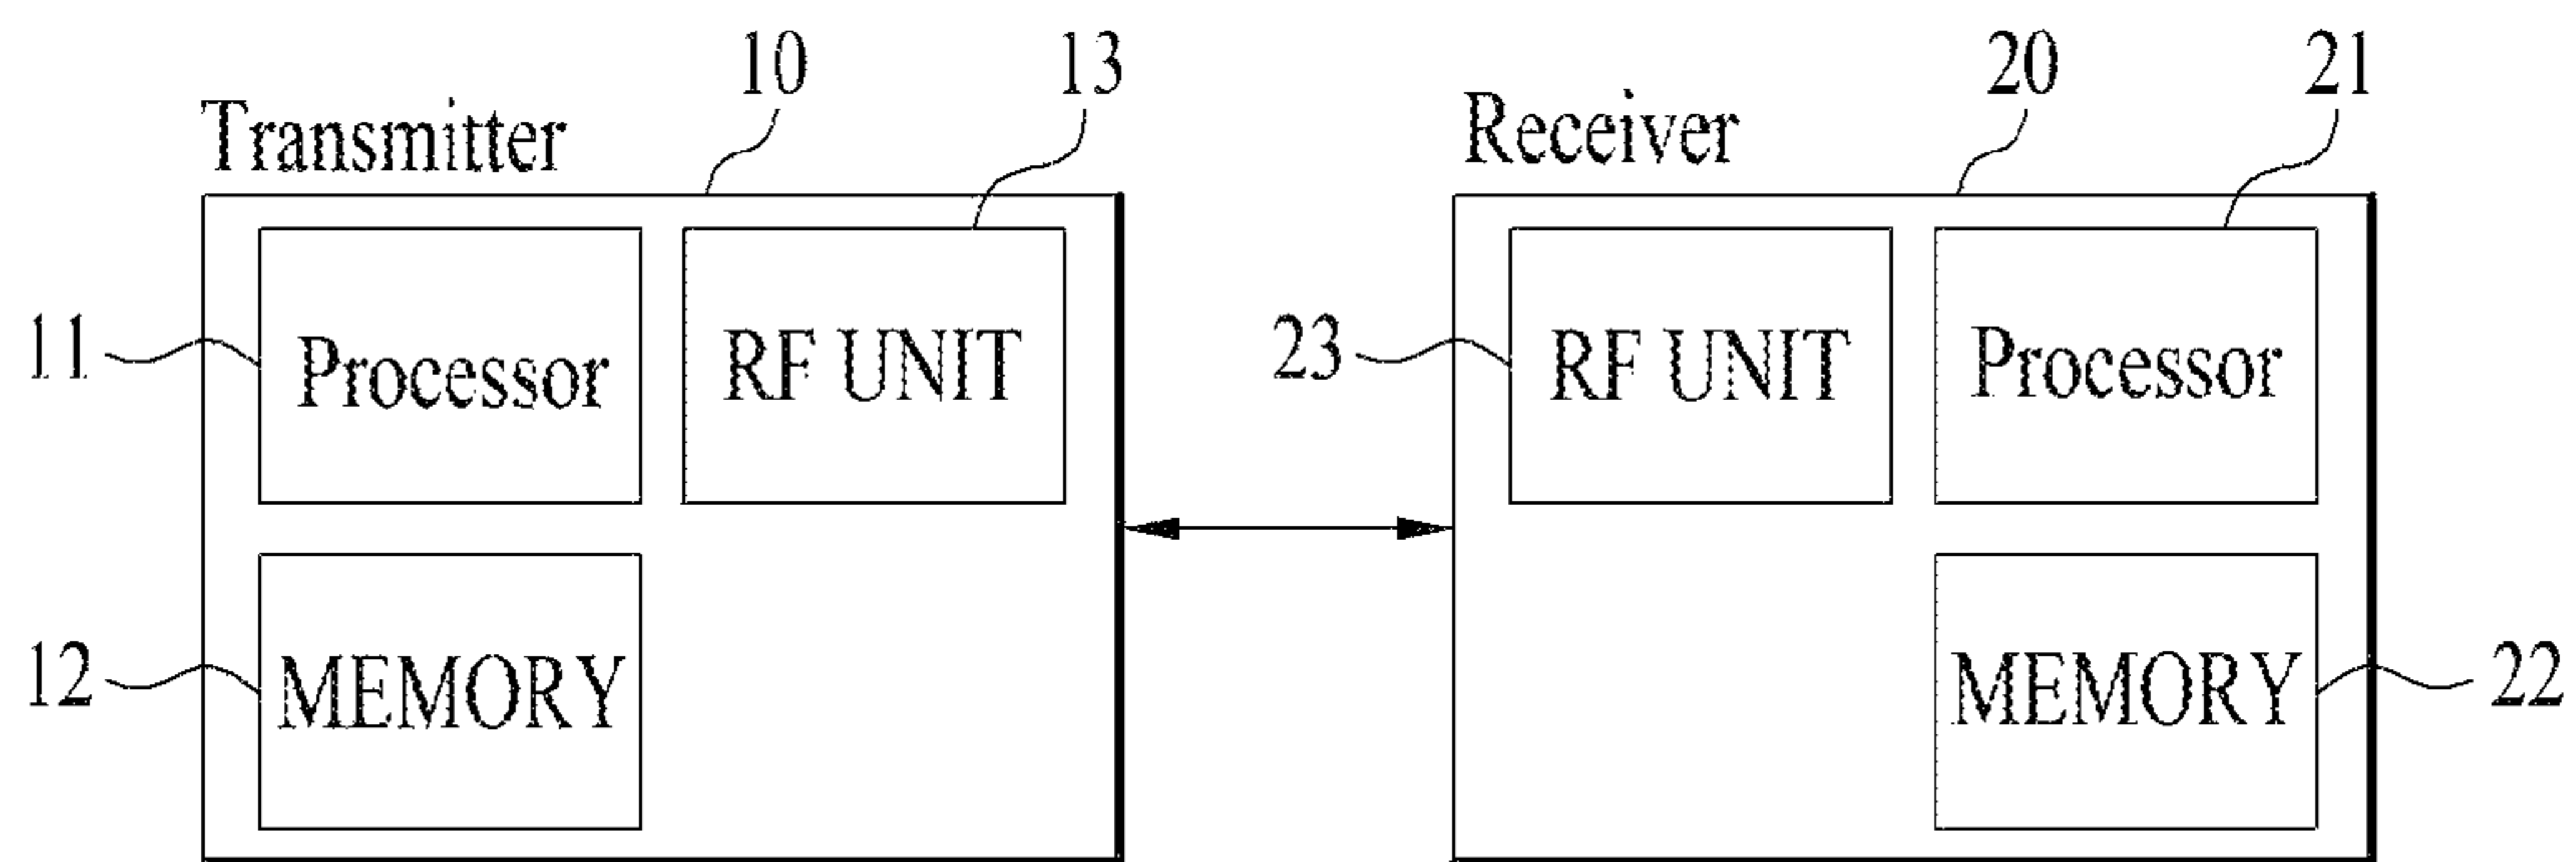 10
13
20
21
Transmitter
Receiver
11
Processor
RF UNIT
23
RF UNIT
Processor
12
MEMORY
MEMORY
22